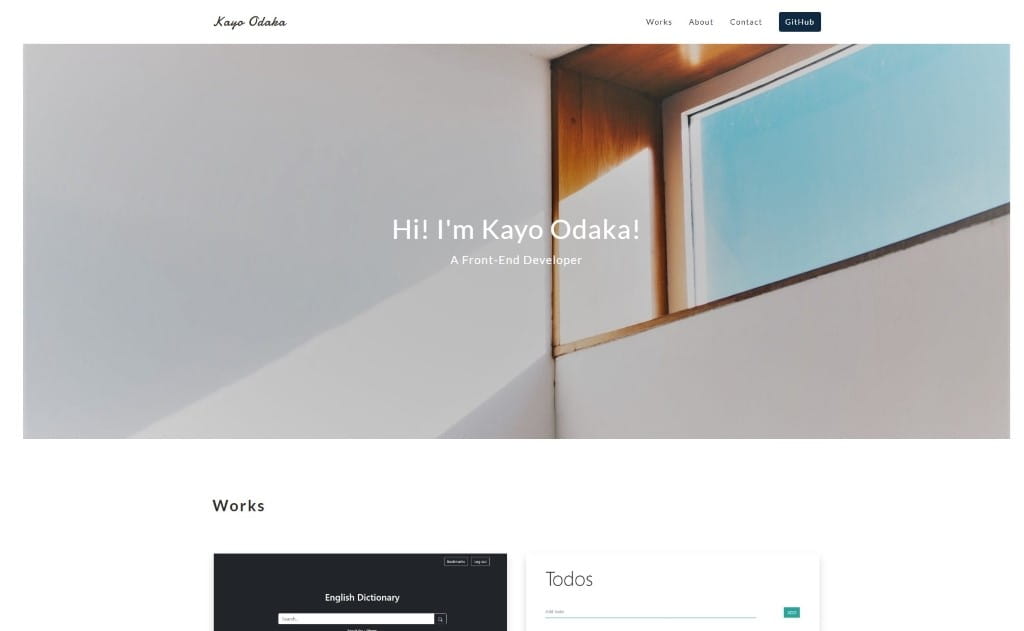 Kayo Odaka
Works About Contact GitHub
Hi! I'm Kayo Odaka!
A Front-End Developer
Works
Bookmarks Log out
English Dictionary
Search...
Todos
Add todo
ADD